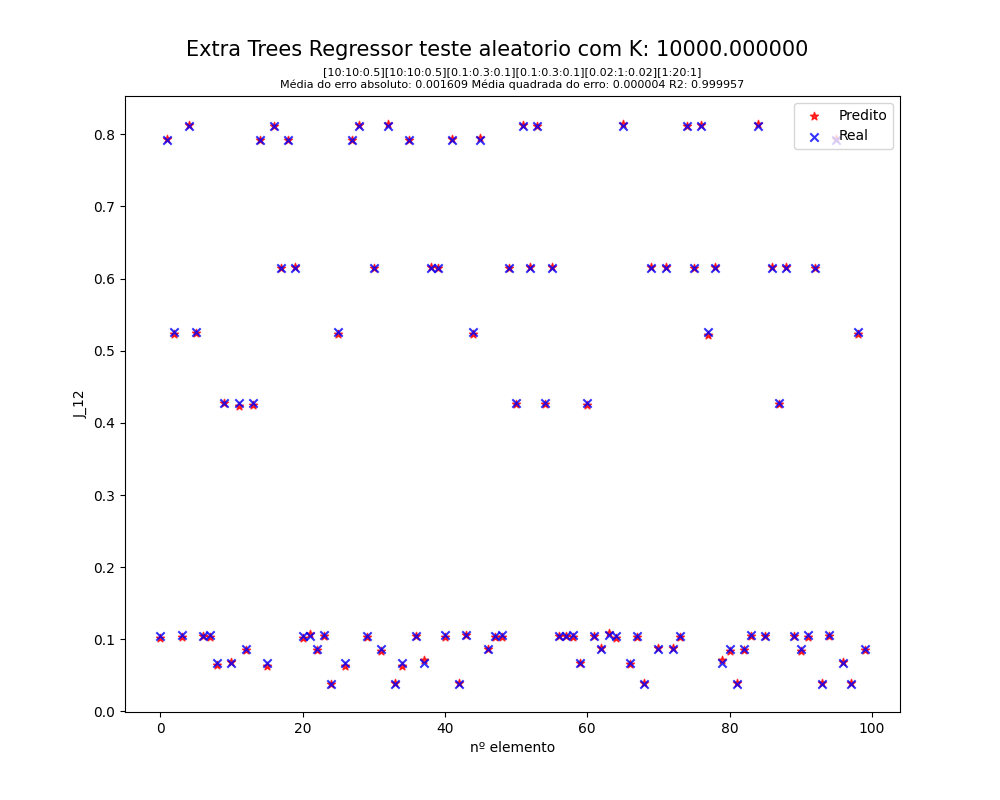 Extra Trees Regressor teste aleatorio com K: 10000.000000
[10:10:0.5][10:10:0.5][0.1:0.3:0.1][0.1:0.3:0.1][0.02:1:0.02][1:20:1]
Média do erro absoluto: 0.001609 Média quadrada do erro: 0.000004 R2: 0.999957
Predito
Real
0.8
0.7
0.6
0.5
0.4
0.3
0.2
0.1
0.0
J_12
0
20
40
60
80
100
nº elemento